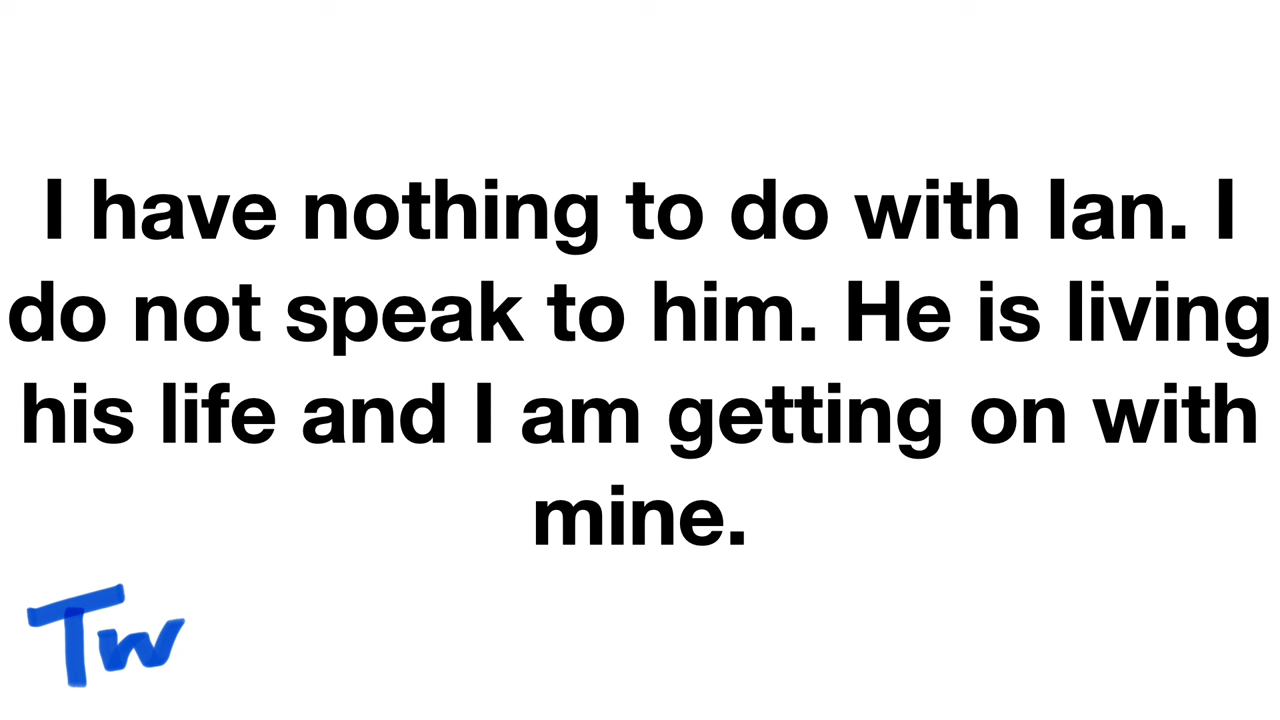 I have nothing to do with Ian. I
do not speak to him. He is living
his life and I am getting on with
mine.
Tw